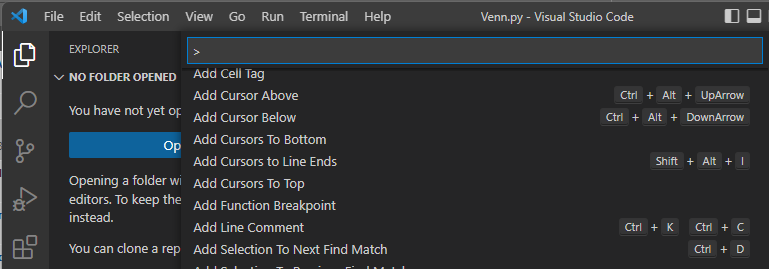 File Edit Selection View Go Run Terminal Help Venn.py - Visual Studio Code
EXPLORER
>
NO FOLDER OPENED
You have not yet op
Op
Opening a folder wi
editors. To keep the
instead.
You can clone a rep
Add Cell Tag
Add Cursor Above Ctrl + Alt + UpArrow
Add Cursor Below Ctrl + Alt + DownArrow
Add Cursors To Bottom
Add Cursors to Line Ends Shift + Alt + I
Add Cursors To Top
Add Function Breakpoint
Add Line Comment Ctrl + K Ctrl + C
Add Selection To Next Find Match Ctrl + D